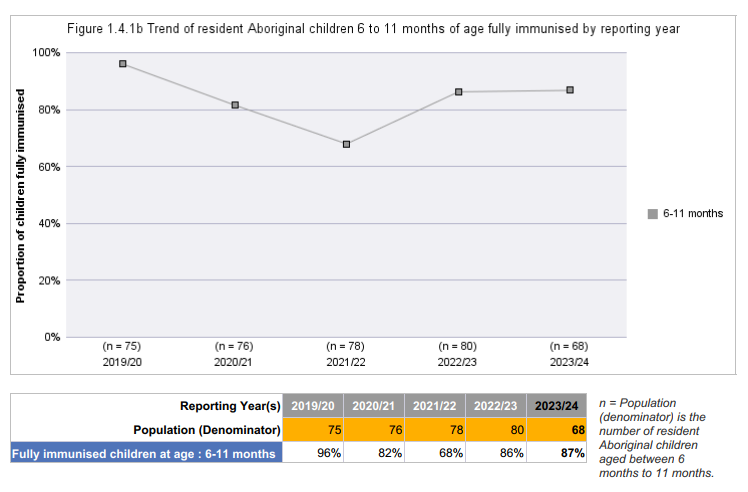 Figure 1.4.1b Trend of resident Aboriginal children 6 to 11 months of age fully immunised by reporting year
Proportion of children fully immunised
100%
80%
60%
40%
20%
0%
(n = 75) (n = 76) (n = 78) (n = 80) (n = 68)
2019/20 2020/21 2021/22 2022/23 2023/24
6-11 months
Reporting Year(s) 2019/20 2020/21 2021/22 2022/23 2023/24
Population (Denominator) 75 76 78 80 68
Fully immunised children at age : 6-11 months 96% 82% 68% 86% 87%
n = Population
(denominator) is the
number of resident
Aboriginal children
aged between 6
months to 11 months.